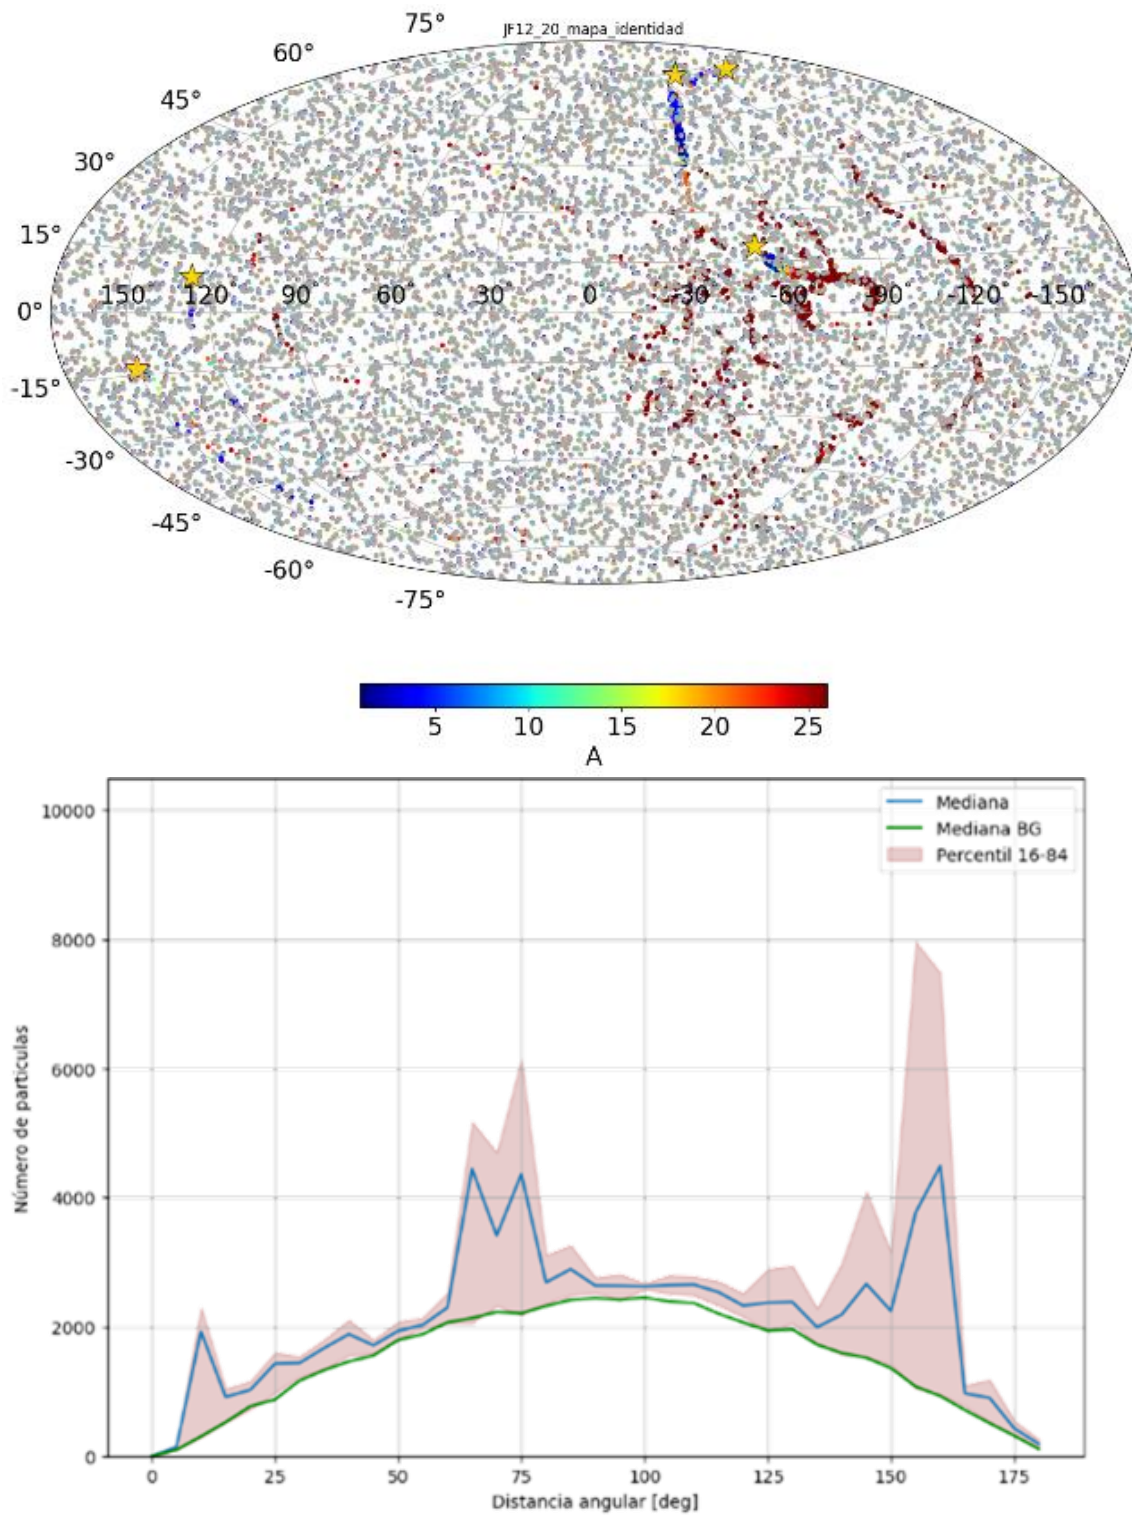 JF12_20_mapa_identidad
75°
60°
45°
30°
15°
0°
-15°
-30°
-45°
-60°
-75°
150 120 90° 60° 30° 0° -30° -60° -90° -120 -150°
5 10 15 20 25
A
10000
8000
6000
4000
2000
0
Mediana
Mediana BG
Percentil 16-84
Número de particulas
0 25 50 75 100 125 150 175
Distancia angular [deg]